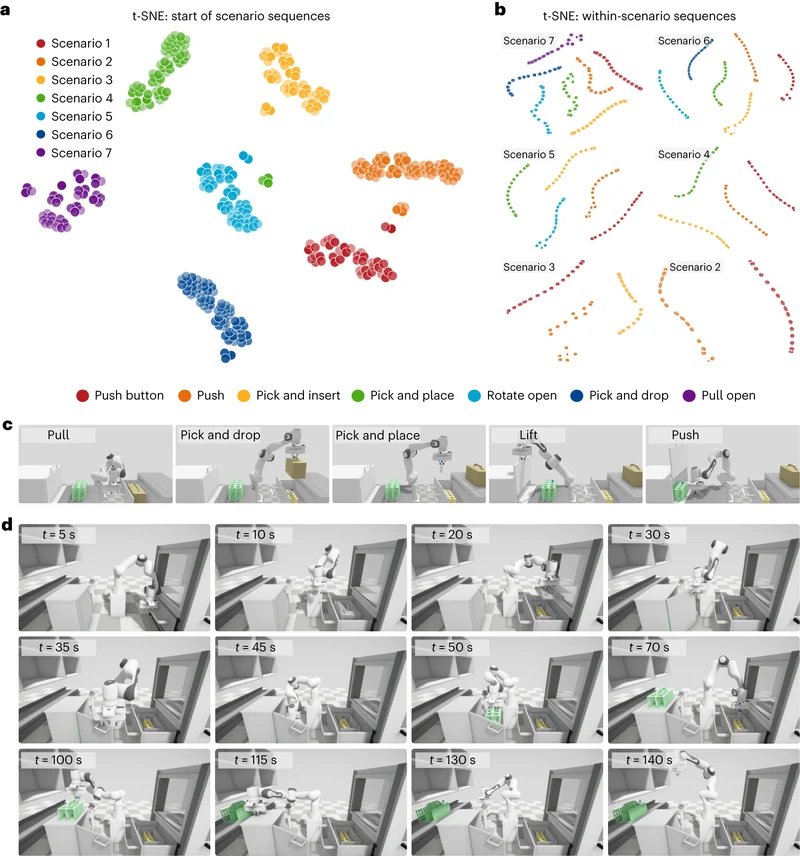 a
t-SNE: start of scenario sequences
Scenario 1
Scenario 2
Scenario 3
Scenario 4
Scenario 5
Scenario 6
Scenario 7
b
t-SNE: within-scenario sequences
Scenario 7
Scenario 6
Scenario 5
Scenario 4
Scenario 3
Scenario 2
Push button
Push
Pick and insert
Pick and place
Rotate open
Pick and drop
Pull open
c
Pull
Pick and drop
Pick and place
Lift
Push
d
t = 5 s
t = 10 s
t = 20 s
t = 30 s
t = 35 s
t = 45 s
t = 50 s
t = 70 s
t = 100 s
t = 115 s
t = 130 s
t = 140 s